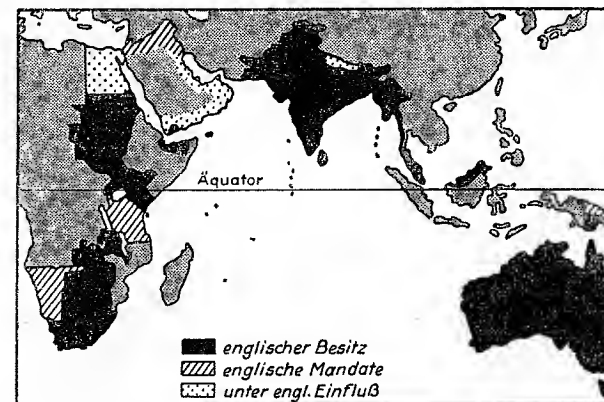 Äquator
englischer Besitz
englische Mandate
unter engl. Einfluß